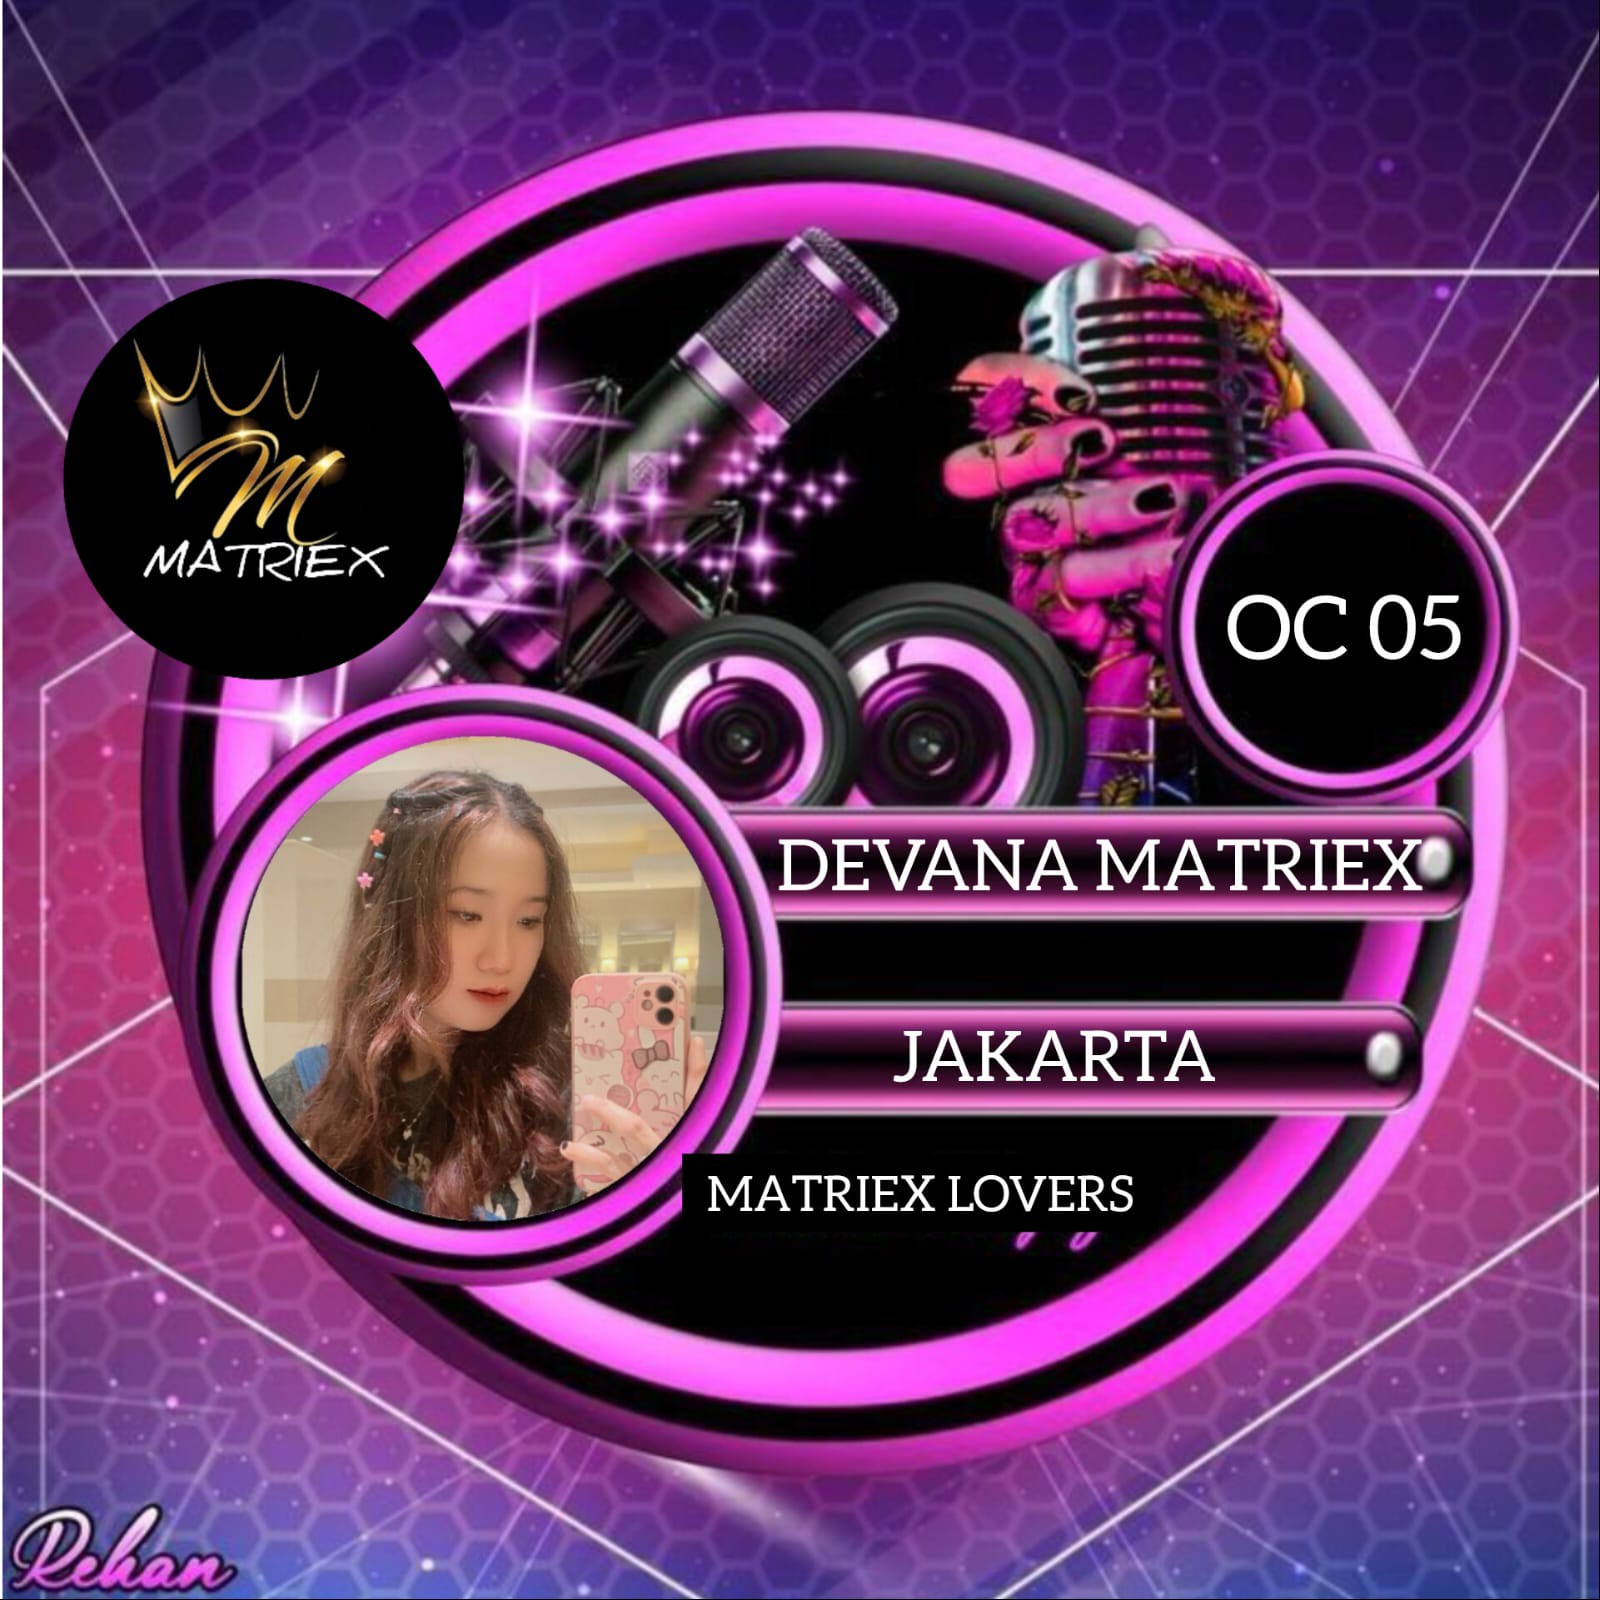 M
MATRIEX
OC 05
DEVANA MATRIEX
JAKARTA
MATRIEX LOVERS
Rehan